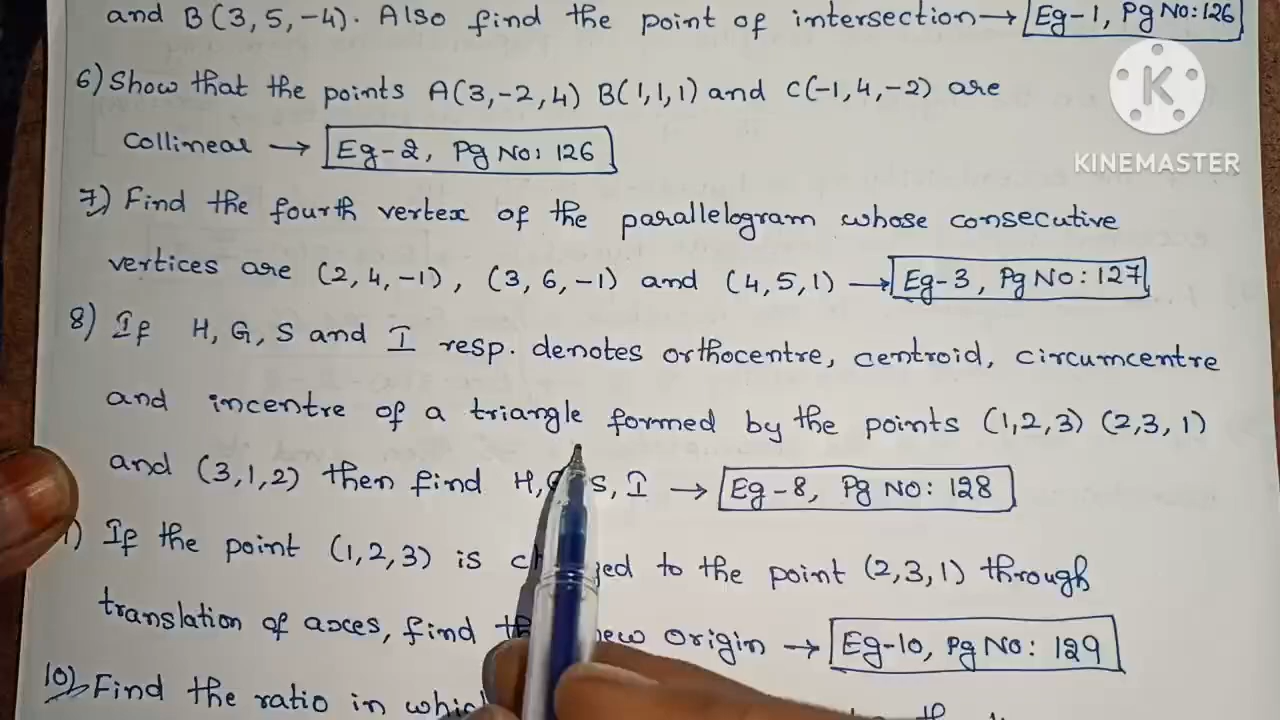 and B(3,5,-4). Also find the point of intersection→ Eg-1, Pg No:126
6) Show that the points A(3,-2,4) B(1,1,1) and C(-1,4,-2) are
KINEMASTER
collinear → Eg-2, Pg No: 126
7) Find the fourth vertex of the parallelogram whose consecutive
vertices are (2,4,-1), (3,6,-1) and (4,5,1) → Eg-3, Pg No:127
8) If H, G, S and I resp. denotes orthocentre, centroid, circumcentre
and incentre of a triangle formed by the points (1,2,3) (2,3,1)
and (3,1,2) then find H, S, I → Eg-8, Pg No: 128
If the point (1,2,3) is to the point (2,3,1) through
translation of axes, find new origin → Eg-10, Pg No: 129
10) Find the ratio in